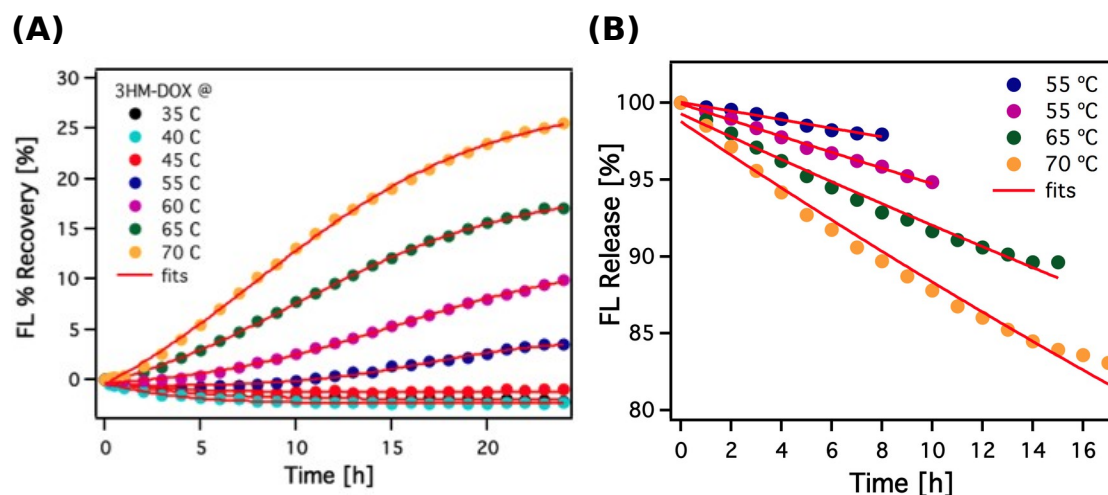 (A)
FL % Recovery [%]
30
25
20
15
10
5
0
3HM-DOX @
35 C
40 C
45 C
55 C
60 C
65 C
70 C
fits
0 5 10 15 20
Time [h]
(B)
FL Release [%]
100
95
90
85
80
55 ºC
55 ºC
65 ºC
70 ºC
fits
0 2 4 6 8 10 12 14 16
Time [h]